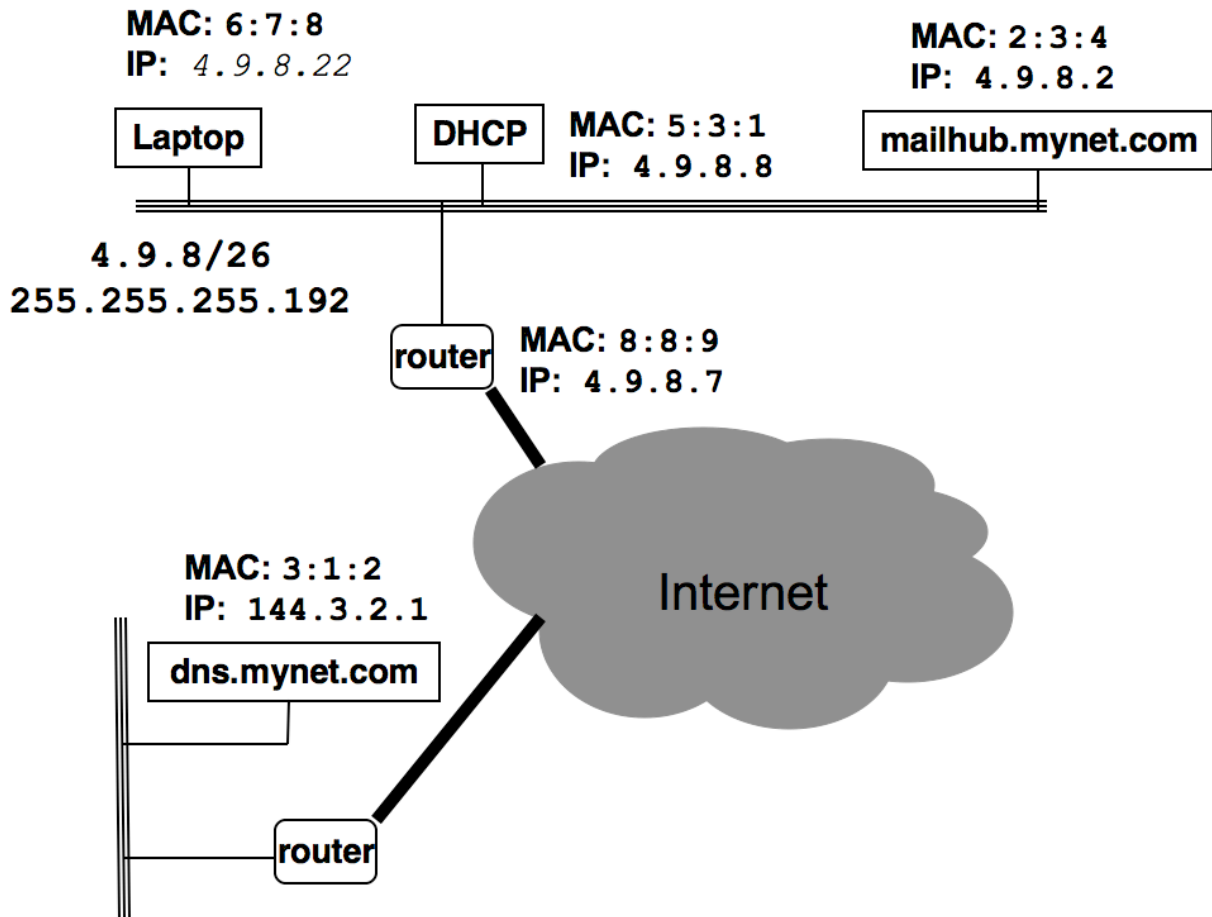 MAC: 6:7:8
IP: 4.9.8.22
Laptop
DHCP
MAC: 5:3:1
IP: 4.9.8.8
MAC: 2:3:4
IP: 4.9.8.2
mailhub.mynet.com
4.9.8/26
255.255.255.192
router
MAC: 8:8:9
IP: 4.9.8.7
Internet
MAC: 3:1:2
IP: 144.3.2.1
dns.mynet.com
router